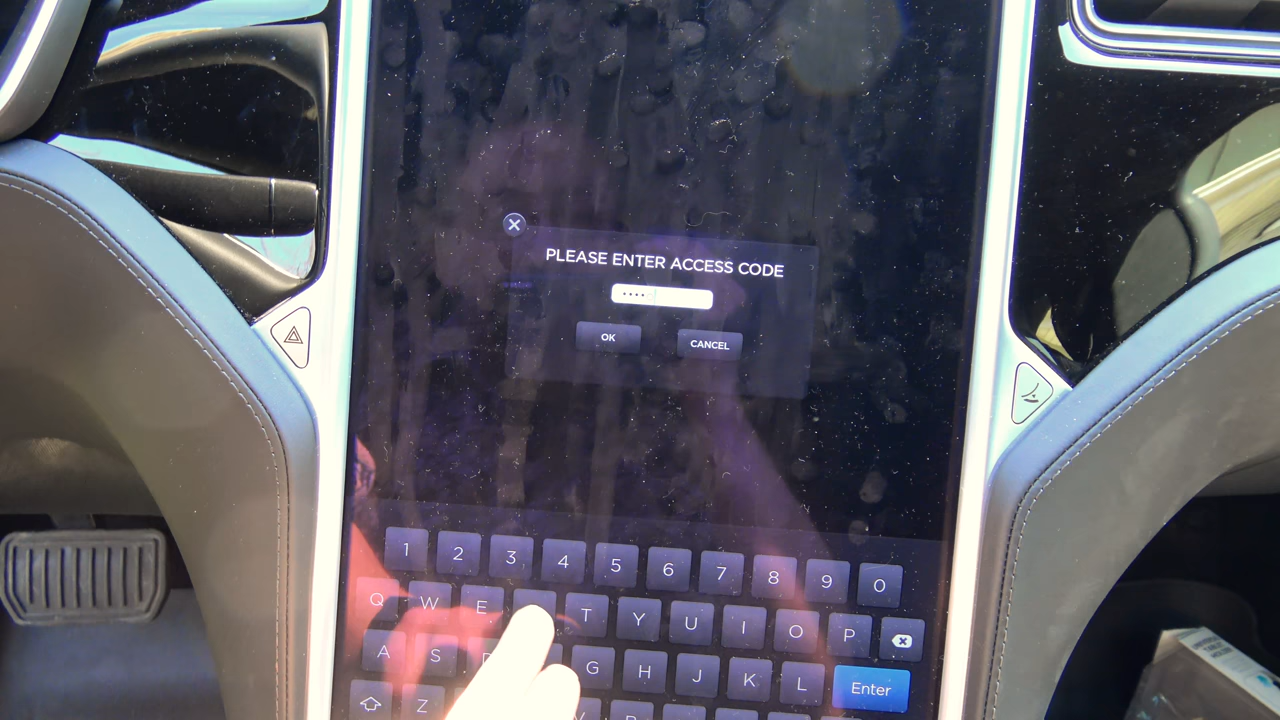 PLEASE ENTER ACCESS CODE
••••
OK CANCEL
1 2 3 4 5 6 7 8 9 0
Q W E T Y U I O P
A S D G H J K L Enter
Z